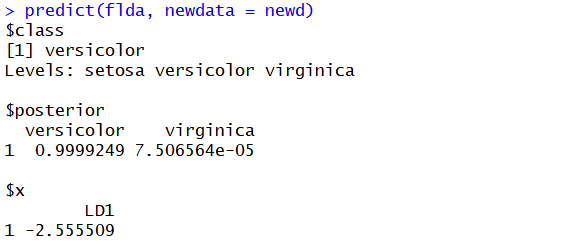 > predict(flda, newdata = newd)
$class
[1] versicolor
Levels: setosa versicolor virginica
$posterior
versicolor virginica
1 0.9999249 7.506564e-05
$x
LD1
1 -2.555509